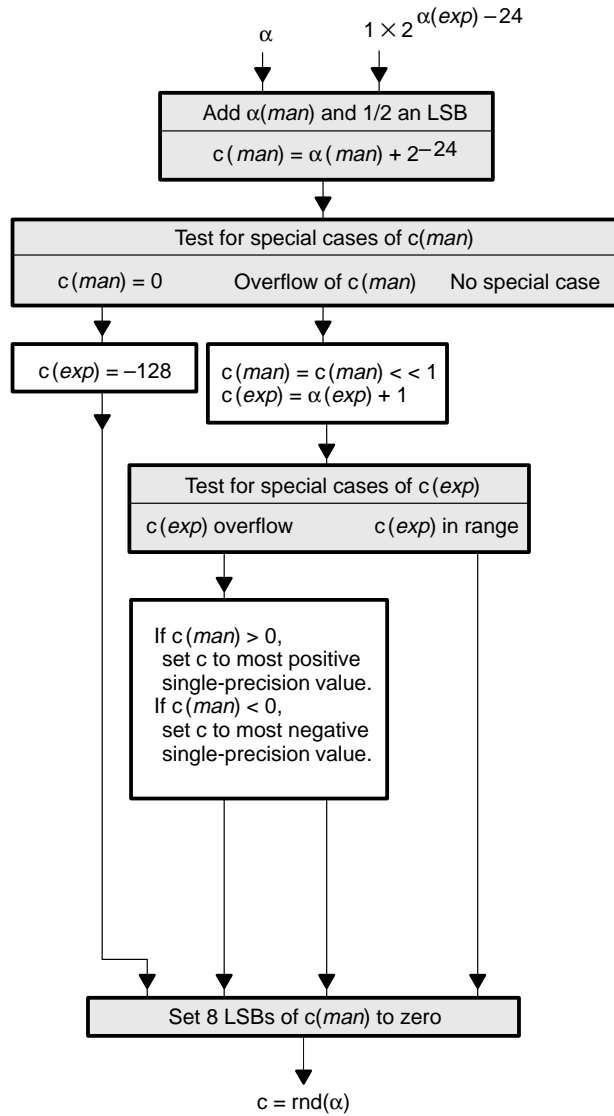 α 1 × 2^α(exp) – 24
Add α(man) and 1/2 an LSB
c(man) = α(man) + 2^–24
Test for special cases of c(man)
c(man) = 0 Overflow of c(man) No special case
c(exp) = –128
c(man) = c(man) < < 1
c(exp) = α(exp) + 1
Test for special cases of c(exp)
c(exp) overflow c(exp) in range
If c(man) > 0,
set c to most positive
single-precision value.
If c(man) < 0,
set c to most negative
single-precision value.
Set 8 LSBs of c(man) to zero
c = rnd(α)